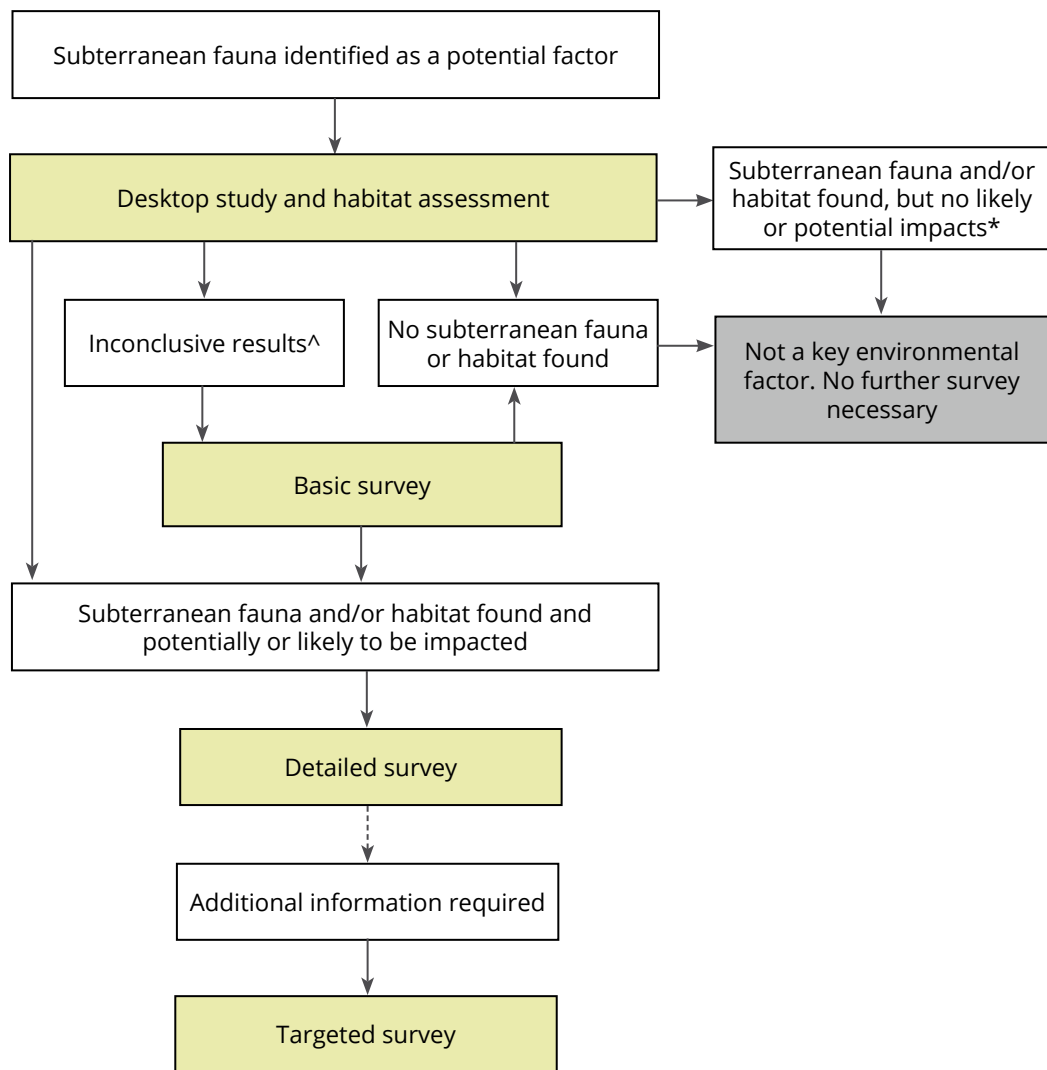 Subterranean fauna identified as a potential factor
Desktop study and habitat assessment
Subterranean fauna and/or
habitat found, but no likely
or potential impacts*
Inconclusive results^
No subterranean fauna
or habitat found
Not a key environmental
factor. No further survey
necessary
Basic survey
Subterranean fauna and/or habitat found and
potentially or likely to be impacted
Detailed survey
Additional information required
Targeted survey